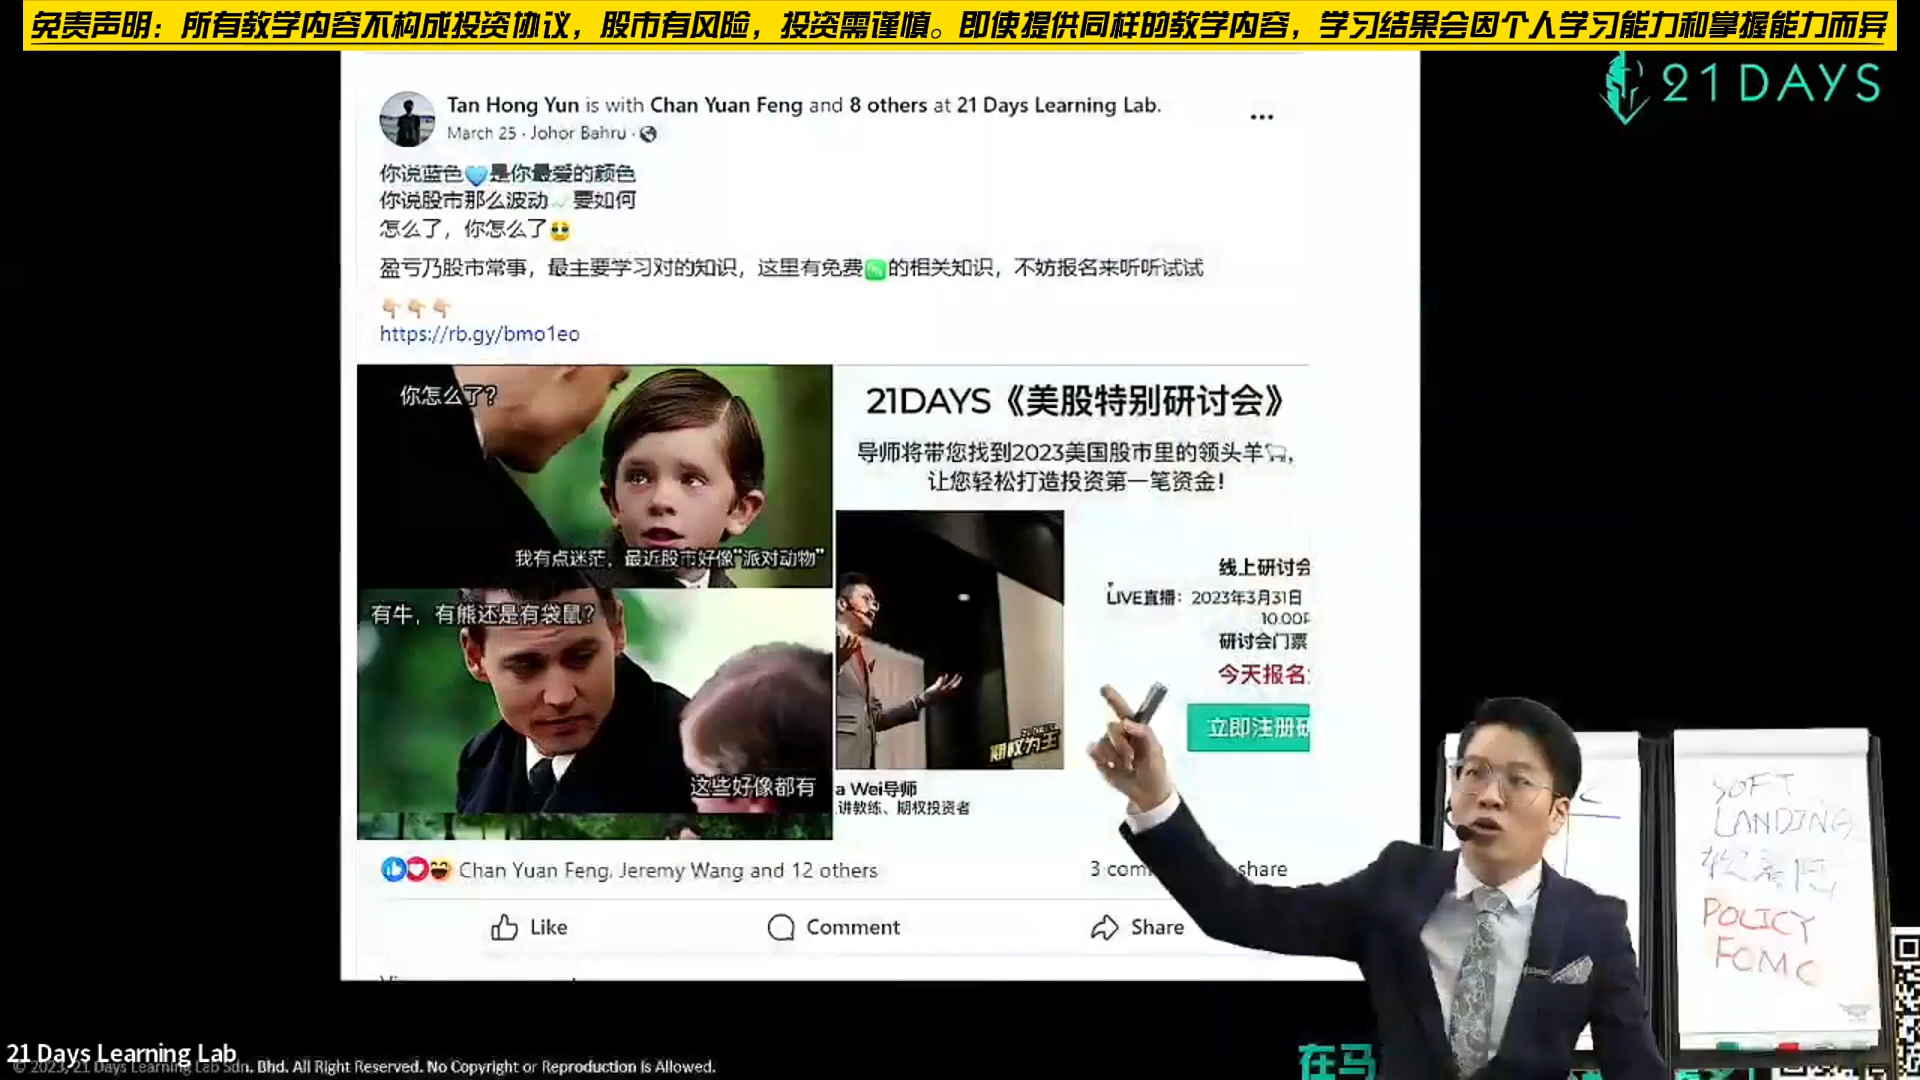 免责声明：所有教学内容不构成投资协议，股市有风险，投资需谨慎。即使提供同样的教学内容，学习结果会因个人学习能力和掌握能力而异
21 DAYS
Tan Hong Yun is with Chan Yuan Feng and 8 others at 21 Days Learning Lab.
March 25 · Johor Bahru ·
你说蓝色🩵是你最爱的颜色
你说股市那么波动 要如何
怎么了，你怎么了🥹
盈亏乃股市常事，最主要学习对的知识，这里有免费 的相关知识，不妨报名来听听试试
👇🏼👇🏼👇🏼
https://rb.gy/bmo1eo
你怎么了？
我有点迷茫，最近股市好像"派对动物"
有牛，有熊还是有袋鼠？
这些好像都有
21DAYS《美股特别研讨会》
导师将带您找到2023美国股市里的领头羊🐑，
让您轻松打造投资第一笔资金！
期权为王
线上研讨会
LIVE直播：2023年3月31日
10.00P
研讨会门票
今天报名
立即注册研
a Wei导师
讲教练、期权投资者
Chan Yuan Feng, Jeremy Wang and 12 others
3 com
share
Like
Comment
Share
SOFT
LANDING
软着陆
POLICY
FOMC
在马
21 Days Learning Lab
© 2023, 21 Days Learning Lab Sdn. Bhd. All Right Reserved. No Copyright or Reproduction Is Allowed.